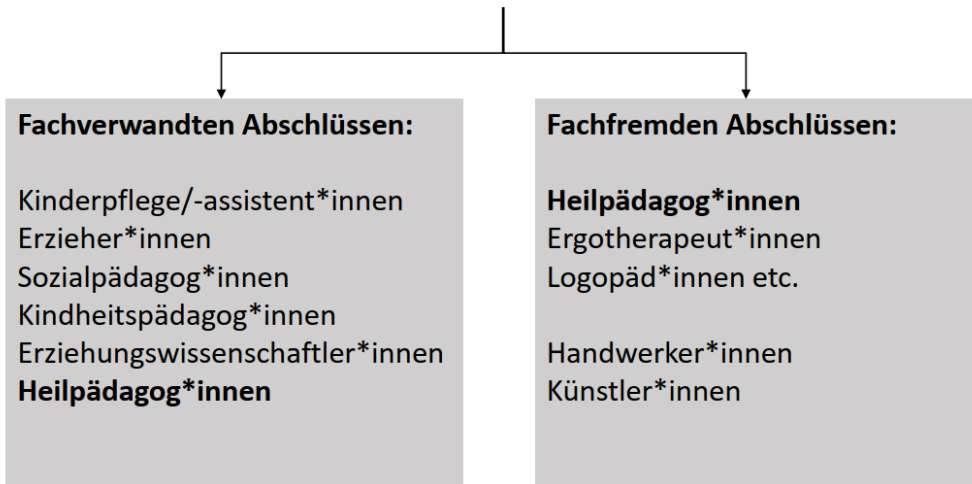 Fachverwandten Abschlüssen:
Kinderpflege/-assistent*innen
Erzieher*innen
Sozialpädagog*innen
Kindheitspädagog*innen
Erziehungswissenschaftler*innen
Heilpädagog*innen
Fachfremden Abschlüssen:
Heilpädagog*innen
Ergotherapeut*innen
Logopäd*innen etc.
Handwerker*innen
Künstler*innen